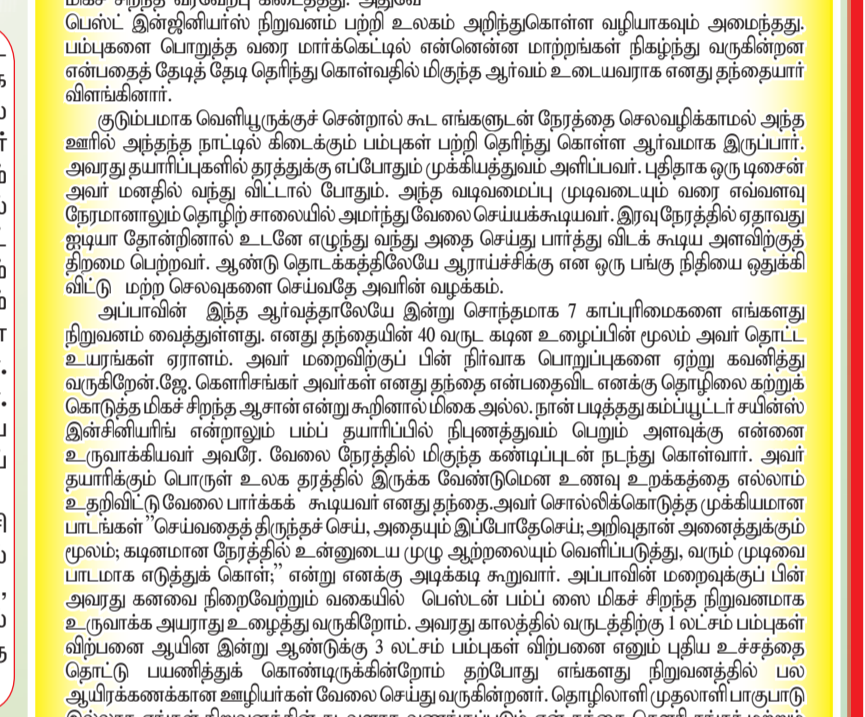 பெஸ்ட் இன்ஜினியர்ஸ் நிறுவனம் பற்றி உலகம் அறிந்துகொள்ள வழியாகவும் அமைந்தது.
பம்புகளை பொறுத்த வரை மார்க்கெட்டில் என்னென்ன மாற்றங்கள் நிகழ்ந்து வருகின்றன
என்பதைத் தேடித் தேடி தெரிந்து கொள்வதில் மிகுந்த ஆர்வம் உடையவராக எனது தந்தையார்
விளங்கினார்.
குடும்பமாக வெளியூருக்குச் சென்றால் கூட எங்களுடன் நேரத்தை செலவழிக்காமல் அந்த
ஊரில் அந்தந்த நாட்டில் கிடைக்கும் பம்புகள் பற்றி தெரிந்து கொள்ள ஆர்வமாக இருப்பார்.
அவரது தயாரிப்புகளில் தரத்துக்கு எப்போதும் முக்கியத்துவம் அளிப்பவர். புதிதாக ஒரு டிசைன்
அவர் மனதில் வந்து விட்டால் போதும். அந்த வடிவமைப்பு முடிவடையும் வரை எவ்வளவு
நேரமானாலும் தொழிற் சாலையில் அமர்ந்து வேலை செய்யக்கூடியவர். இரவு நேரத்தில் ஏதாவது
ஐடியா தோன்றினால் உடனே எழுந்து வந்து அதை செய்து பார்த்து விடக் கூடிய அளவிற்குத்
திறமை பெற்றவர். ஆண்டு தொடக்கத்திலேயே ஆராய்ச்சிக்கு என ஒரு பங்கு நிதியை ஒதுக்கி
விட்டு மற்ற செலவுகளை செய்வதே அவரின் வழக்கம்.
அப்பாவின் இந்த ஆர்வத்தாலேயே இன்று சொந்தமாக 7 காப்புரிமைகளை எங்களது
நிறுவனம் வைத்துள்ளது. எனது தந்தையின் 40 வருட கடின உழைப்பின் மூலம் அவர் தொட்ட
உயரங்கள் ஏராளம். அவர் மறைவிற்குப் பின் நிர்வாக பொறுப்புகளை ஏற்று கவனித்து
வருகிறேன்.ஜே. கௌரிசங்கர் அவர்கள் எனது தந்தை என்பதைவிட எனக்கு தொழிலை கற்றுக்
கொடுத்த மிகச் சிறந்த ஆசான் என்று கூறினால் மிகை அல்ல. நான் படித்தது கம்ப்யூட்டர் சயின்ஸ்
இன்சினியரிங் என்றாலும் பம்ப் தயாரிப்பில் நிபுணத்துவம் பெறும் அளவுக்கு என்னை
உருவாக்கியவர் அவரே. வேலை நேரத்தில் மிகுந்த கண்டிப்புடன் நடந்து கொள்வார். அவர்
தயாரிக்கும் பொருள் உலக தரத்தில் இருக்க வேண்டுமென உணவு உறக்கத்தை எல்லாம்
உதறிவிட்டு வேலை பார்க்கக் கூடியவர் எனது தந்தை.அவர் சொல்லிக்கொடுத்த முக்கியமான
பாடங்கள் ”செய்வதைத் திருந்தச் செய், அதையும் இப்போதேசெய்; அறிவுதான் அனைத்துக்கும்
மூலம்; கடினமான நேரத்தில் உன்னுடைய முழு ஆற்றலையும் வெளிப்படுத்து, வரும் முடிவை
பாடமாக எடுத்துக் கொள்;” என்று எனக்கு அடிக்கடி கூறுவார். அப்பாவின் மறைவுக்குப் பின்
அவரது கனவை நிறைவேற்றும் வகையில் பெஸ்டன் பம்ப் ஸை மிகச் சிறந்த நிறுவனமாக
உருவாக்க அயராது உழைத்து வருகிறோம். அவரது காலத்தில் வருடத்திற்கு 1 லட்சம் பம்புகள்
விற்பனை ஆயின இன்று ஆண்டுக்கு 3 லட்சம் பம்புகள் விற்பனை எனும் புதிய உச்சத்தை
தொட்டு பயணித்துக் கொண்டிருக்கின்றோம் தற்போது எங்களது நிறுவனத்தில் பல
ஆயிரக்கணக்கான ஊழியர்கள் வேலை செய்து வருகின்றனர். தொழிலாளி முதலாளி பாகுபாடு